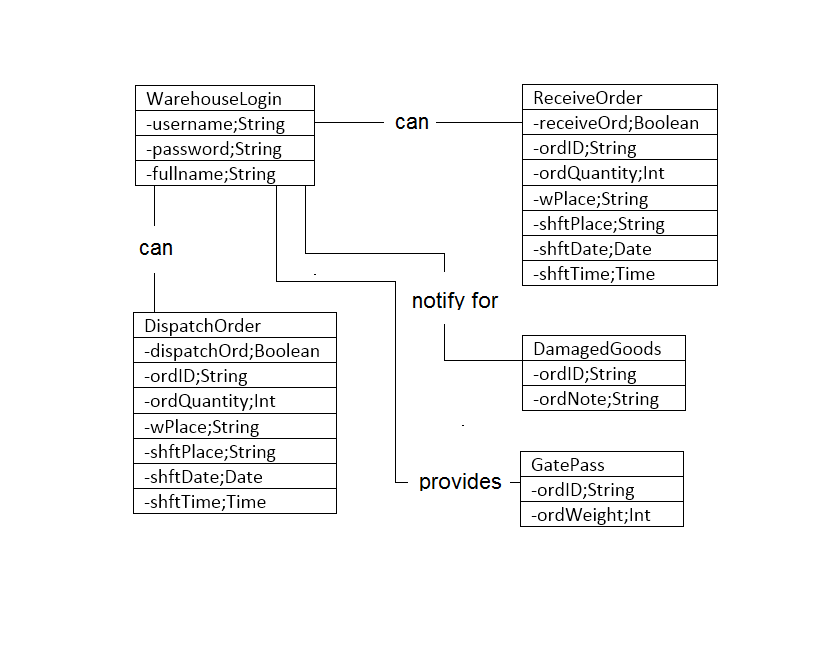 WarehouseLogin
-username;String
-password;String
-fullname;String
can
ReceiveOrder
-receiveOrd;Boolean
-ordID;String
-ordQuantity;Int
-wPlace;String
-shftPlace;String
-shftDate;Date
-shftTime;Time
can
notify for
DispatchOrder
-dispatchOrd;Boolean
-ordID;String
-ordQuantity;Int
-wPlace;String
-shftPlace;String
-shftDate;Date
-shftTime;Time
DamagedGoods
-ordID;String
-ordNote;String
provides
GatePass
-ordID;String
-ordWeight;Int